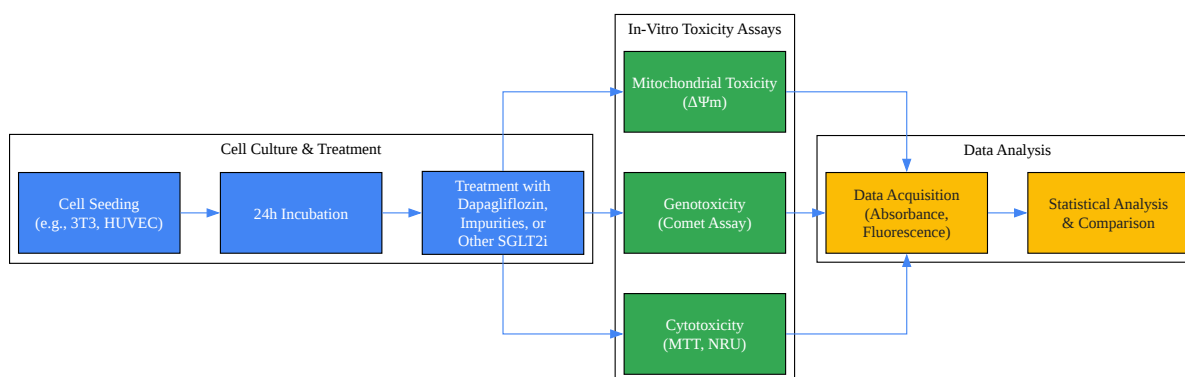 In-Vitro Toxicity Assays
Mitochondrial Toxicity
(ΔΨm)
Cell Culture & Treatment
Data Analysis
Cell Seeding
(e.g., 3T3, HUVEC)
24h Incubation
Treatment with
Dapagliflozin,
Impurities, or
Other SGLT2i
Genotoxicity
(Comet Assay)
Data Acquisition
(Absorbance,
Fluorescence)
Statistical Analysis
& Comparison
Cytotoxicity
(MTT, NRU)